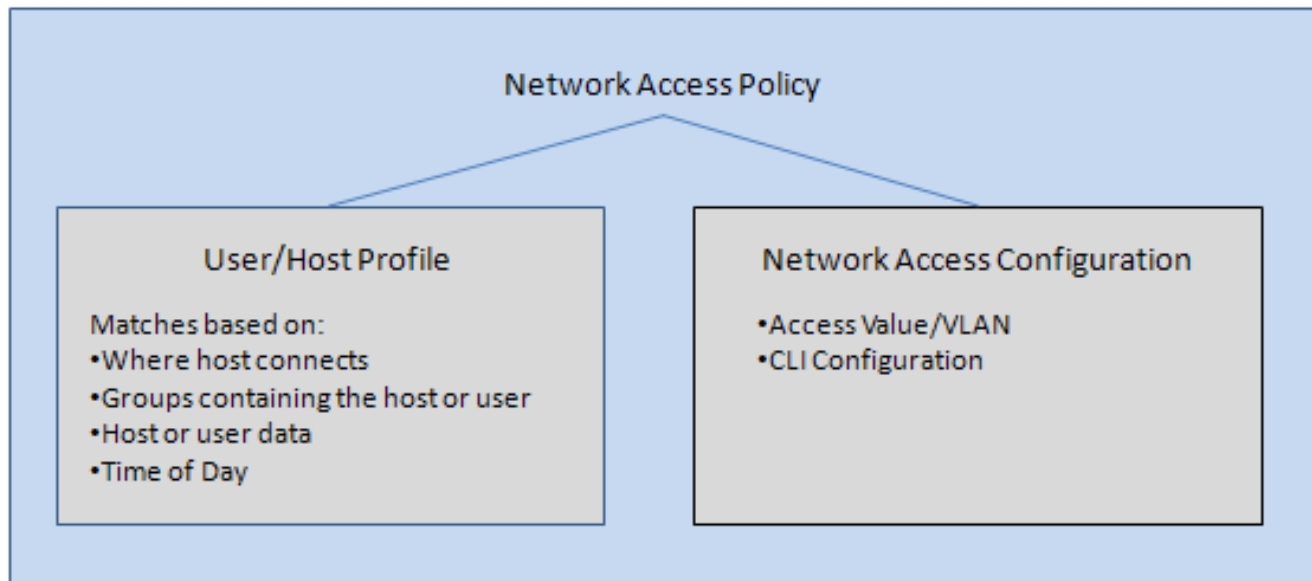 Network Access Policy
User/Host Profile
Matches based on:
•Where host connects
•Groups containing the host or user
•Host or user data
•Time of Day
Network Access Configuration
•Access Value/VLAN
•CLI Configuration